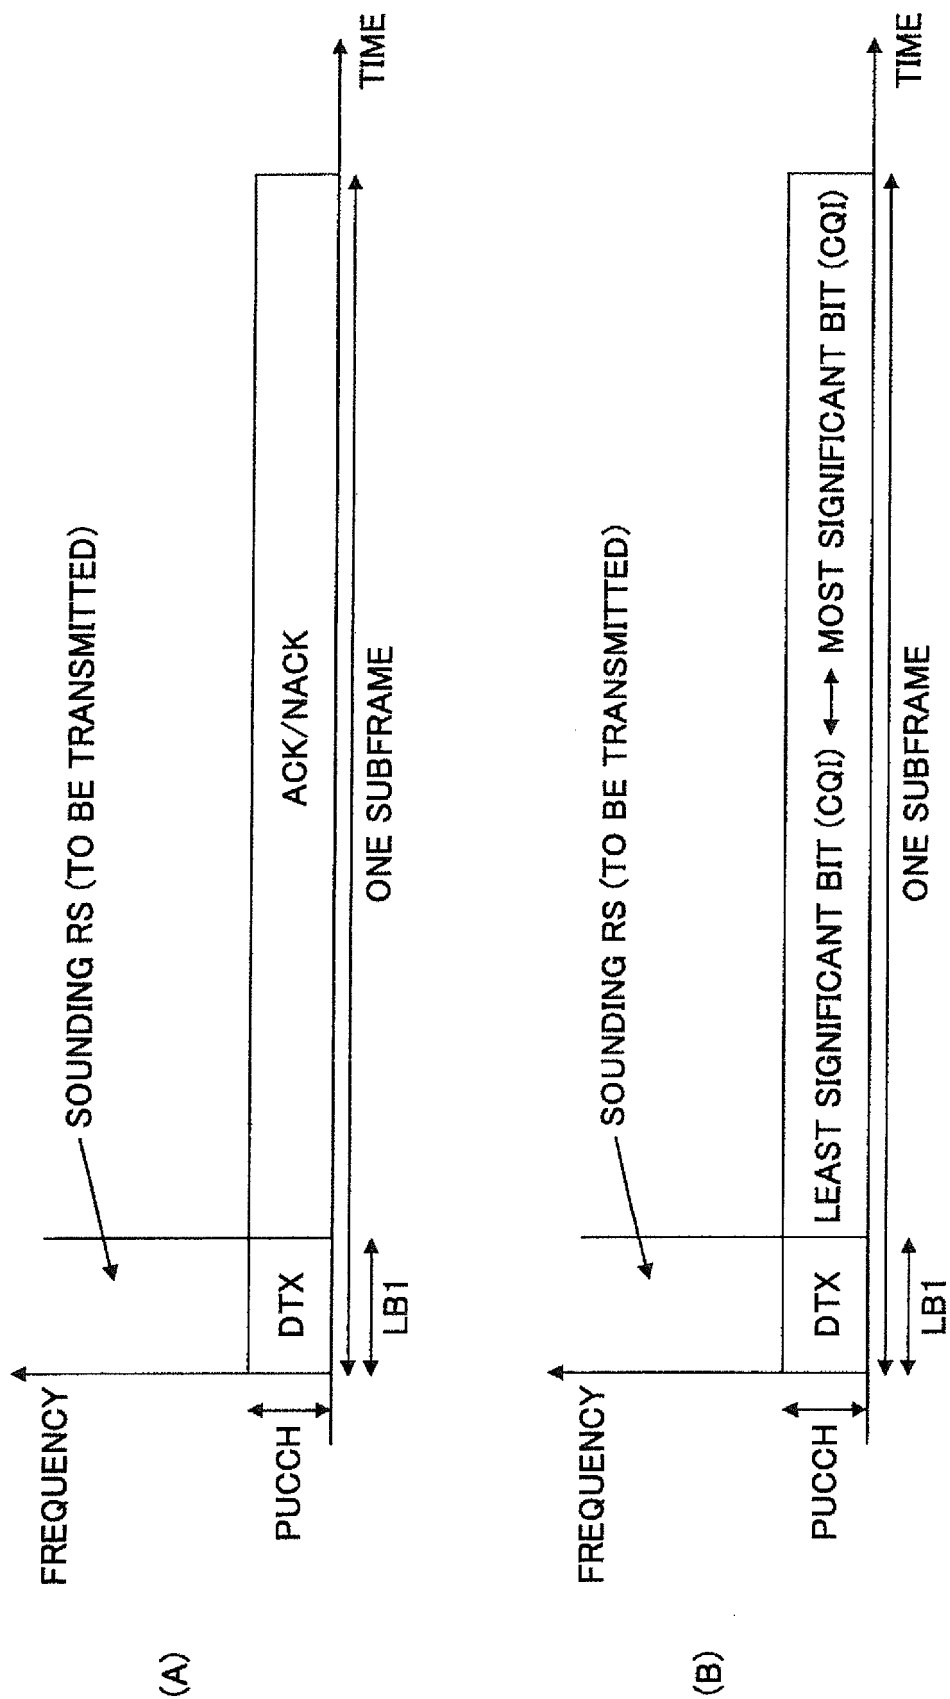 (A)
FREQUENCY
SOUNDING RS (TO BE TRANSMITTED)
PUCCH
DTX
ACK/NACK
TIME
LB1
ONE SUBFRAME
(B)
FREQUENCY
SOUNDING RS (TO BE TRANSMITTED)
PUCCH
DTX
LEAST SIGNIFICANT BIT (CQI) ↔ MOST SIGNIFICANT BIT (CQI)
TIME
LB1
ONE SUBFRAME